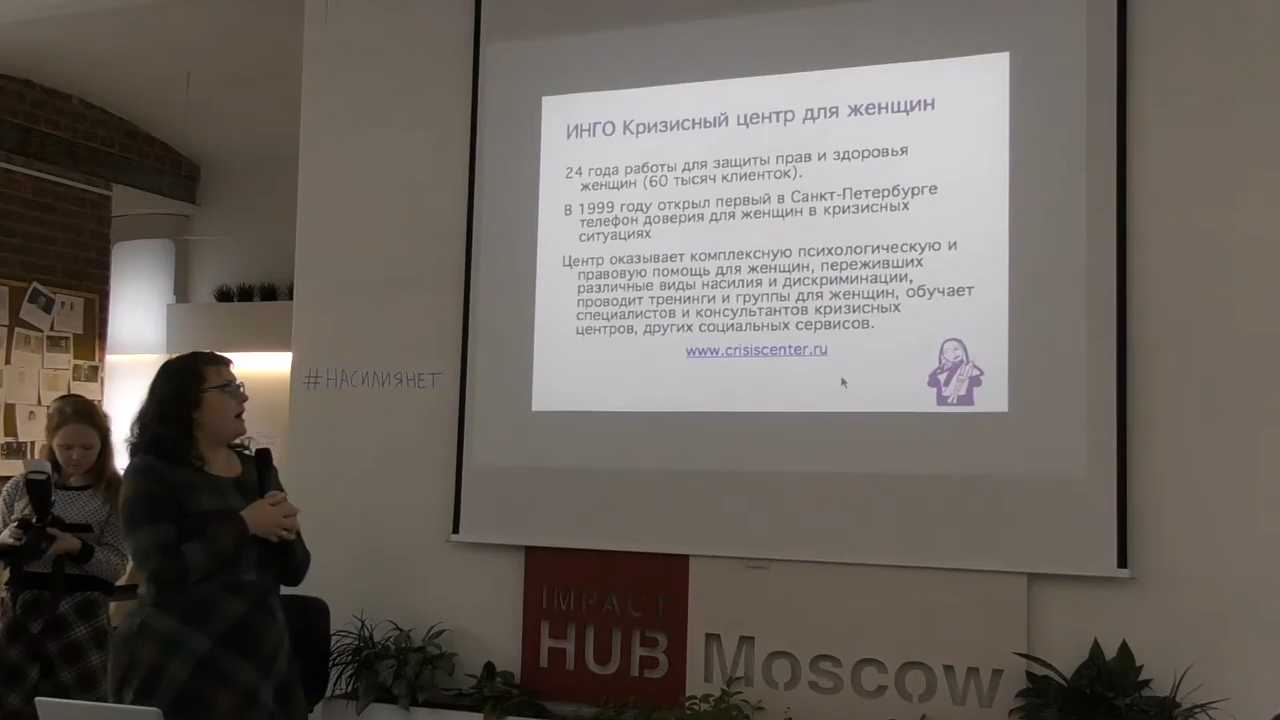 ИНГО Кризисный центр для женщин
24 года работы для защиты прав и здоровья
женщин (60 тысяч клиенток).
В 1999 году открыл первый в Санкт-Петербурге
телефон доверия для женщин в кризисных
ситуациях
Центр оказывает комплексную психологическую и
правовую помощь для женщин, переживших
различные виды насилия и дискриминации,
проводит тренинги и группы для женщин, обучает
специалистов и консультантов кризисных
центров, других социальных сервисов.
www.crisiscenter.ru
#НАСИЛИЯНЕТ
IMPACT
HUB Moscow